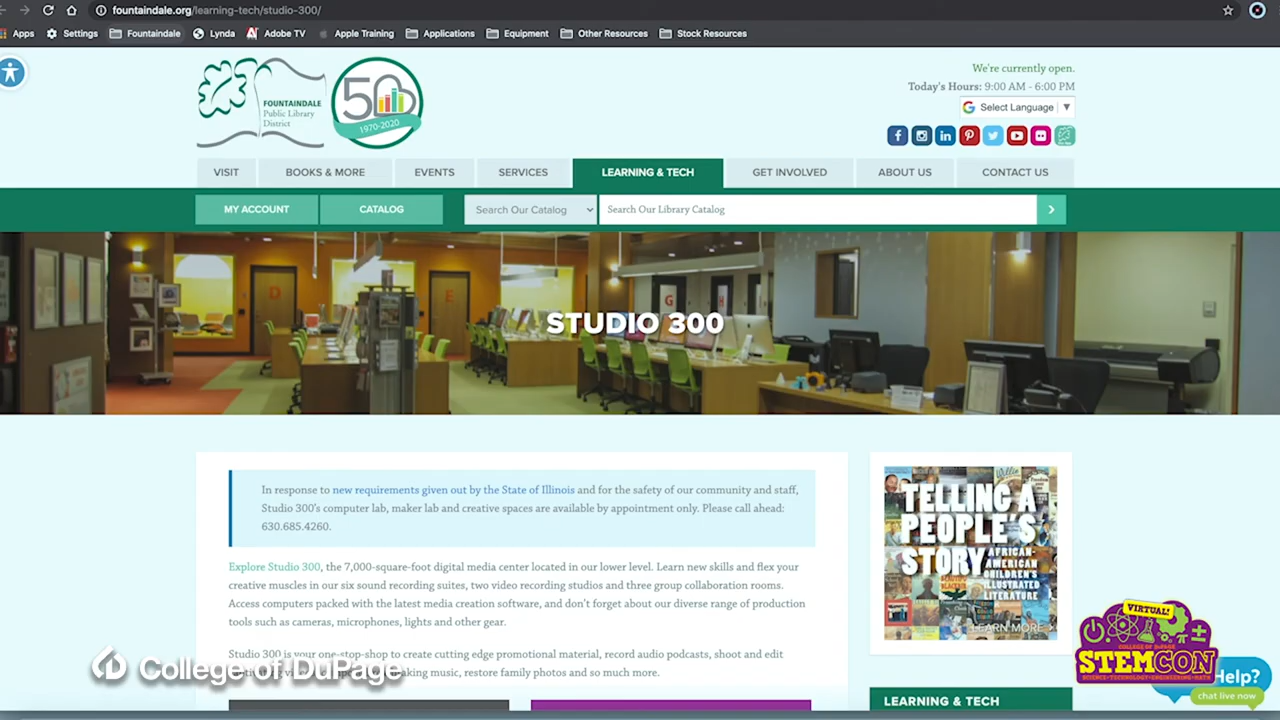 fountaindale.org/learning-tech/studio-300/
Apps Settings Fountaindale Lynda Adobe TV Apple Training Applications Equipment Other Resources Stock Resources
FOUNTAINDALE
Public Library
District
50
1970-2020
We're currently open.
Today's Hours: 9:00 AM - 6:00 PM
Select Language
VISIT BOOKS & MORE EVENTS SERVICES LEARNING & TECH GET INVOLVED ABOUT US CONTACT US
MY ACCOUNT CATALOG Search Our Catalog Search Our Library Catalog
D E G H
STUDIO 300
In response to new requirements given out by the State of Illinois and for the safety of our community and staff,
Studio 300's computer lab, maker lab and creative spaces are available by appointment only. Please call ahead:
630.685.4260.
Explore Studio 300, the 7,000-square-foot digital media center located in our lower level. Learn new skills and flex your
creative muscles in our six sound recording suites, two video recording studios and three group collaboration rooms.
Access computers packed with the latest media creation software, and don't forget about our diverse range of production
tools such as cameras, microphones, lights and other gear.
Studio 300 is your one-stop-shop to create cutting edge promotional material, record audio podcasts, shoot and edit
making music, restore family photos and so much more.
College of DuPage
TELLING A
PEOPLE'S
STORY
AFRICAN-
AMERICAN
CHILDREN'S
ILLUSTRATED
LITERATURE
LEARN MORE
LEARNING & TECH
VIRTUAL!
COLLEGE OF DUPAGE
STEMCON
SCIENCE·TECHNOLOGY·ENGINEERING·MATH
Help?
chat live now